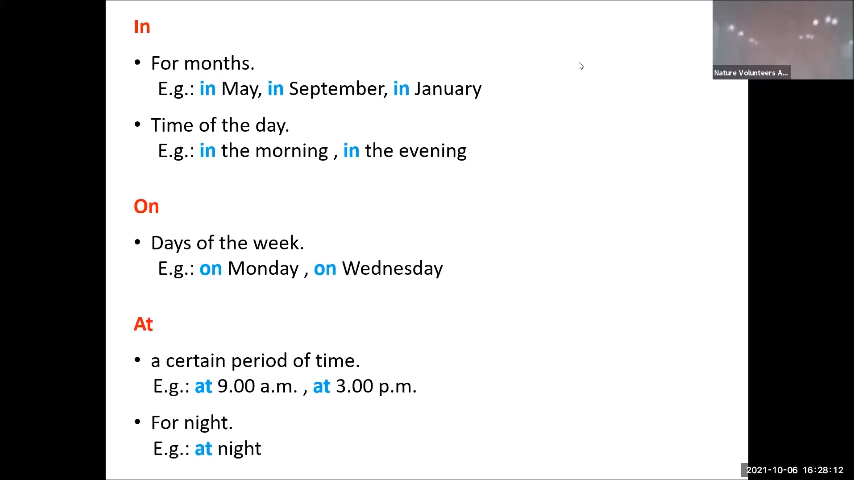 In
• For months.
E.g.: in May, in September, in January
• Time of the day.
E.g.: in the morning , in the evening
On
• Days of the week.
E.g.: on Monday , on Wednesday
At
• a certain period of time.
E.g.: at 9.00 a.m. , at 3.00 p.m.
• For night.
E.g.: at night
Nature Volunteers A...
2021-10-06 16:28:12